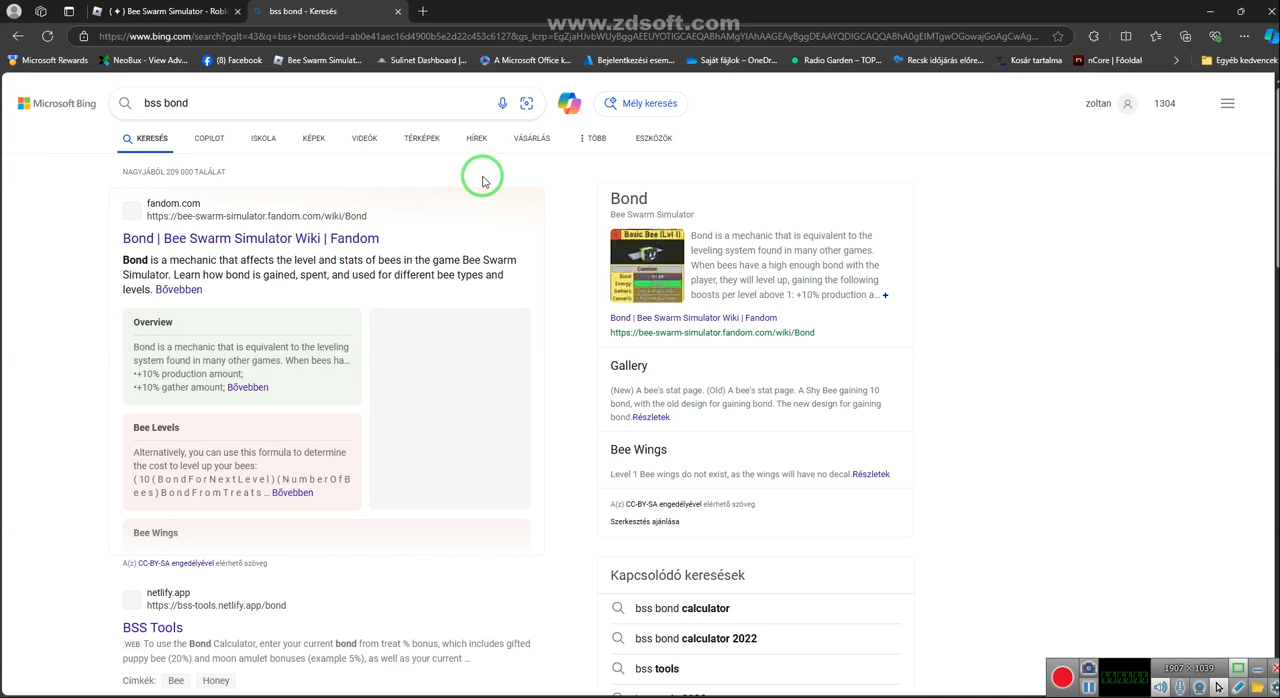 ( ✦ ) Bee Swarm Simulator - Robl
bss bond - Keresés
www.zdsoft.com
https://www.bing.com/search?pglt=43&q=bss+bond&cvid=
Microsoft Rewards
NeoBux - View Adv...
(8) Facebook
Bee Swarm Simulat...
Sulinet Dashboard |...
A Microsoft Office k...
Bejelentkezési esem...
Saját fájlok – OneDr...
Radio Garden – TOP...
Recsk időjárás előre...
Kosár tartalma
nCore | Főoldal
Egyéb kedvencek
Microsoft Bing
bss bond
Mély keresés
zoltan
1304
KERESÉS
COPILOT
ISKOLA
KÉPEK
VIDEÓK
TÉRKÉPEK
HÍREK
VÁSÁRLÁS
TÖBB
ESZKÖZÖK
NAGYJÁBÓL 209 000 TALÁLAT
fandom.com
https://bee-swarm-simulator.fandom.com/wiki/Bond
Bond | Bee Swarm Simulator Wiki | Fandom
Bond is a mechanic that affects the level and stats of bees in the game Bee Swarm
Simulator. Learn how bond is gained, spent, and used for different bee types and
levels. Bővebben
Overview
Bond is a mechanic that is equivalent to the leveling
system found in many other games. When bees ha...
•+10% production amount;
•+10% gather amount; Bővebben
Bee Levels
Alternatively, you can use this formula to determine
the cost to level up your bees:
( 10 ( B o n d F o r N e x t L e v e l ) ( N u m b e r O f B
e e s ) B o n d F r o m T r e a t s ... Bővebben
Bee Wings
A(z) CC-BY-SA engedélyével elérhető szöveg
netlify.app
https://bss-tools.netlify.app/bond
BSS Tools
WEB To use the Bond Calculator, enter your current bond from treat % bonus, which includes gifted
puppy bee (20%) and moon amulet bonuses (example 5%), as well as your current ...
Címkék:
Bee
Honey
Bond
Bee Swarm Simulator
Basic Bee (Lvl 1)
Bond is a mechanic that is equivalent to the
leveling system found in many other games.
When bees have a high enough bond with the
player, they will level up, gaining the following
boosts per level above 1: +10% production a... +
Bond | Bee Swarm Simulator Wiki | Fandom
https://bee-swarm-simulator.fandom.com/wiki/Bond
Gallery
(New) A bee's stat page. (Old) A bee's stat page. A Shy Bee gaining 10
bond, with the old design for gaining bond. The new design for gaining
bond.Részletek
Bee Wings
Level 1 Bee wings do not exist, as the wings will have no decal.Részletek
A(z) CC-BY-SA engedélyével elérhető szöveg
Szerkesztés ajánlása
Kapcsolódó keresések
bss bond calculator
bss bond calculator 2022
bss tools
1907 × 1039